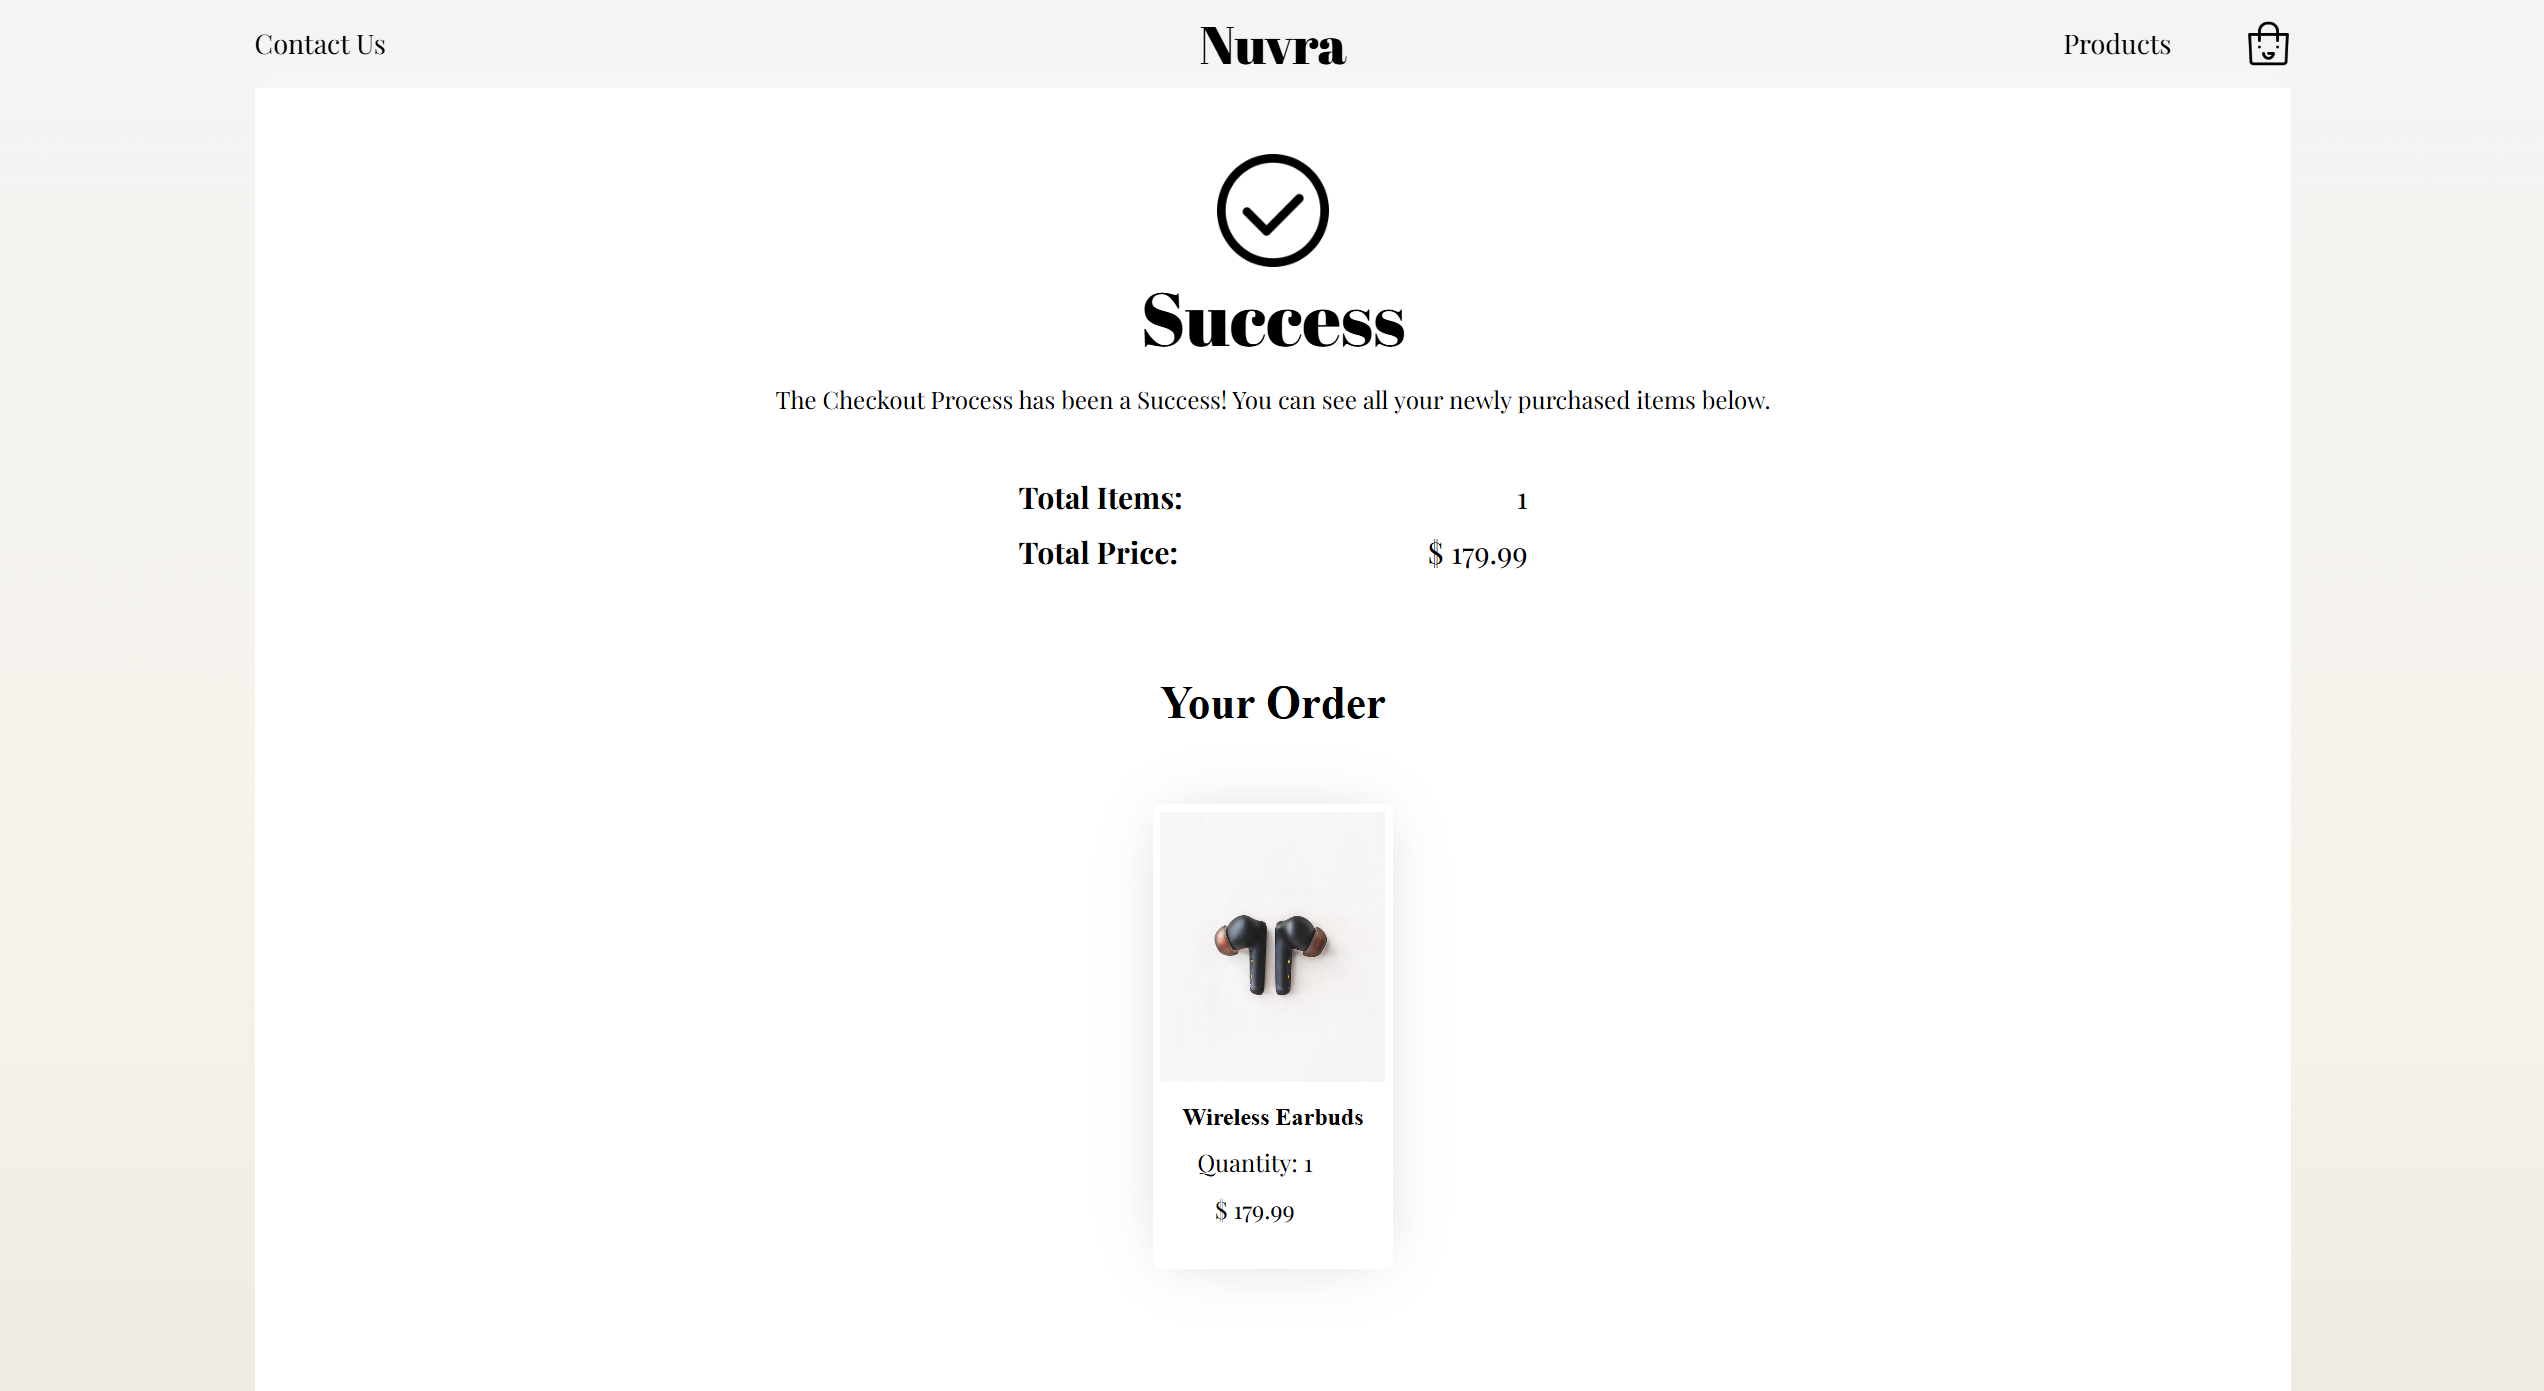 Contact Us
Nuvra
Products
Success
The Checkout Process has been a Success! You can see all your newly purchased items below.
Total Items: 1
Total Price: $ 179.99
Your Order
Wireless Earbuds
Quantity: 1
$ 179.99